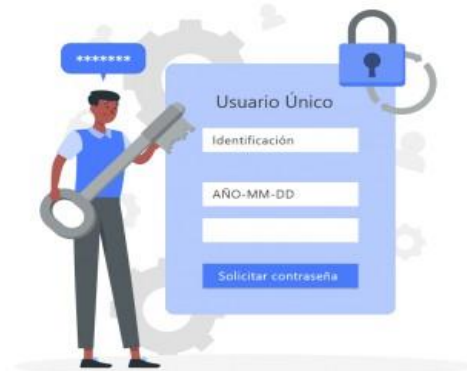 *******
Usuario Único
Identificación
AÑO-MM-DD
Solicitar contraseña